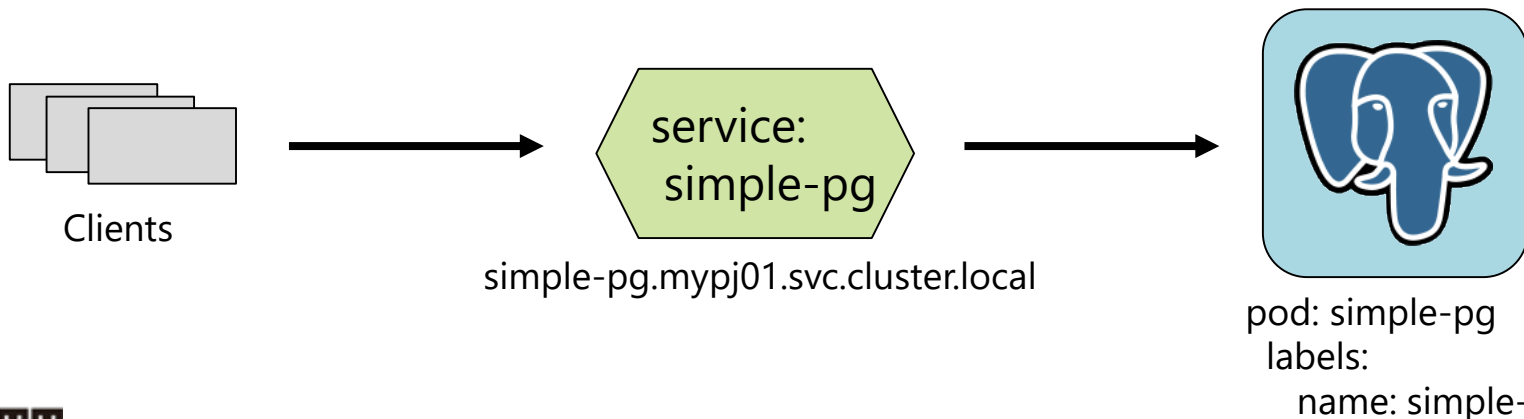 service:
simple-pg
Clients
simple-pg.mypj01.svc.cluster.local
pod: simple-pg
labels:
name: simple-